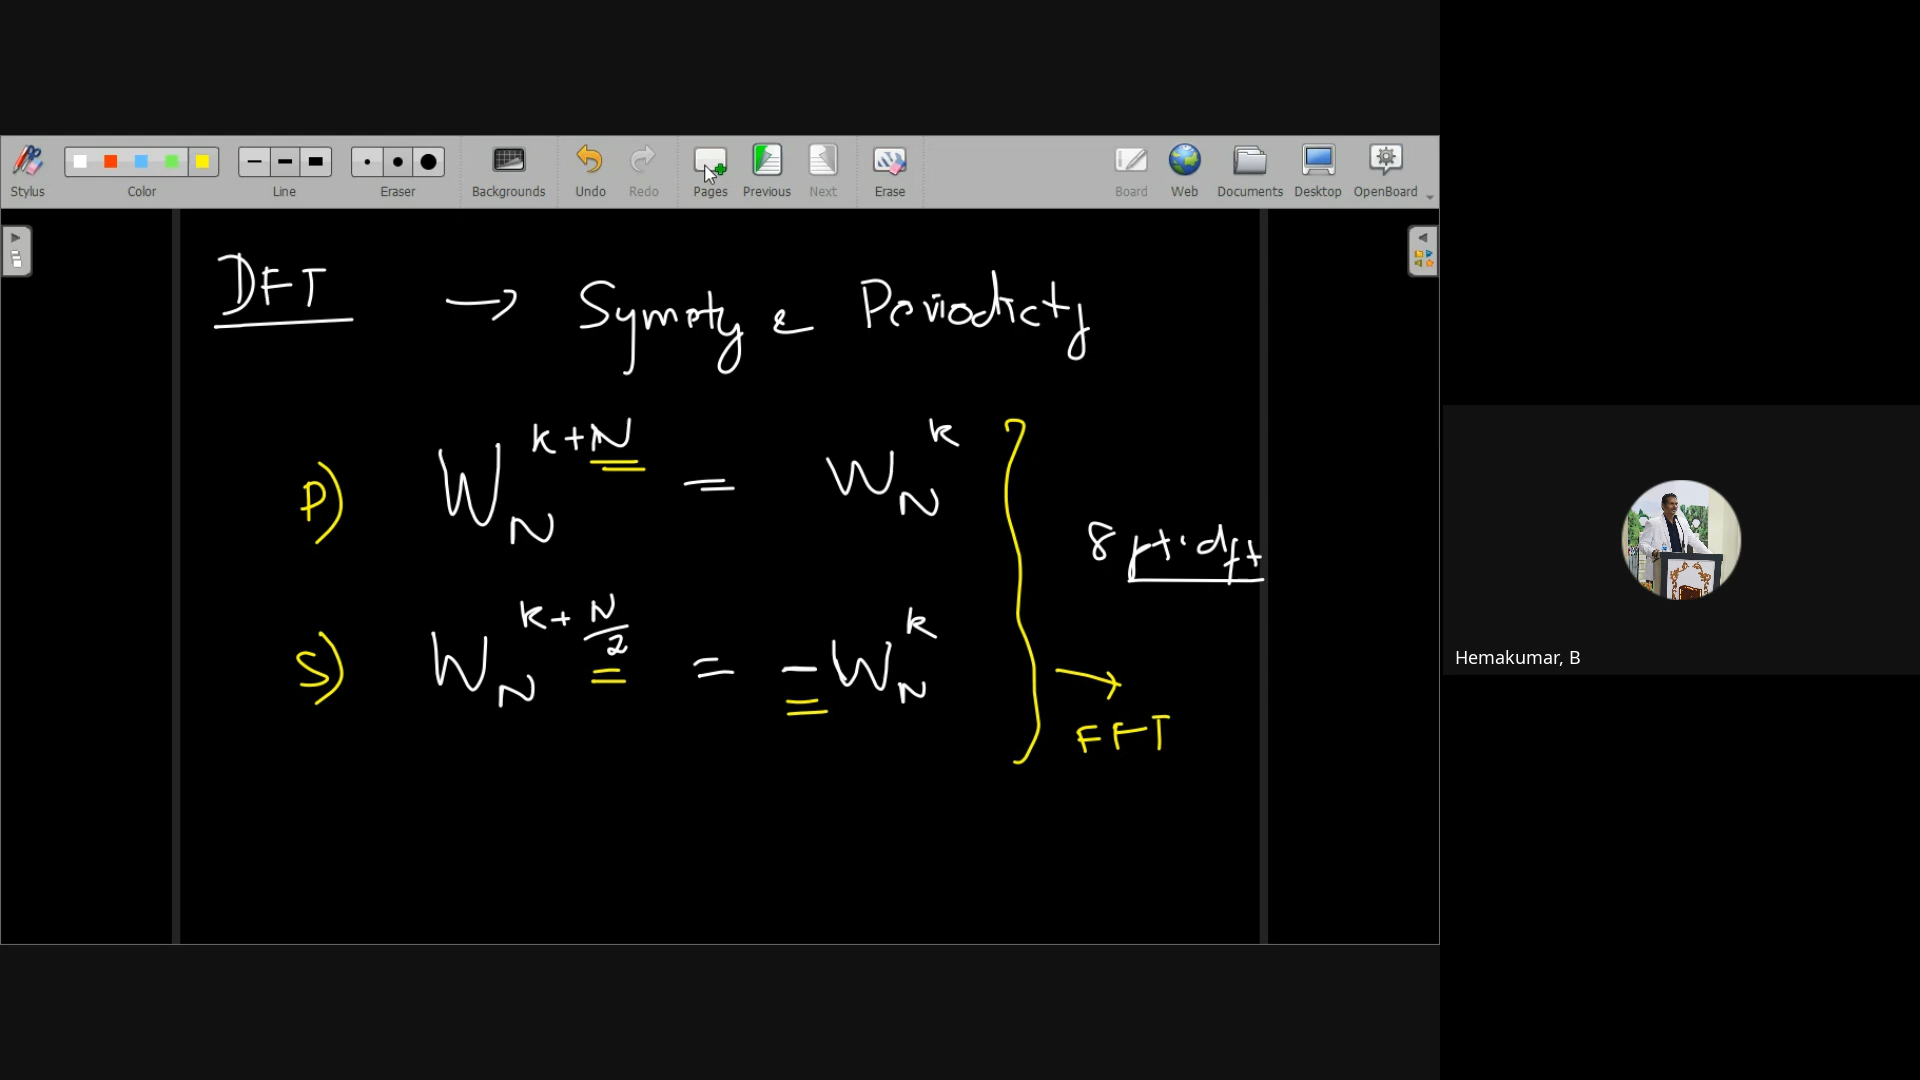 Stylus Color Line Eraser Backgrounds Undo Redo Pages Previous Next Erase Board Web Documents Desktop OpenBoard
DFT → Symmetry & Periodicty
P) W_N^{k+N} = W_N^k
8 pt. dft
S) W_N^{k+N/2} = -W_N^k
→ FFT
Hemakumar, B